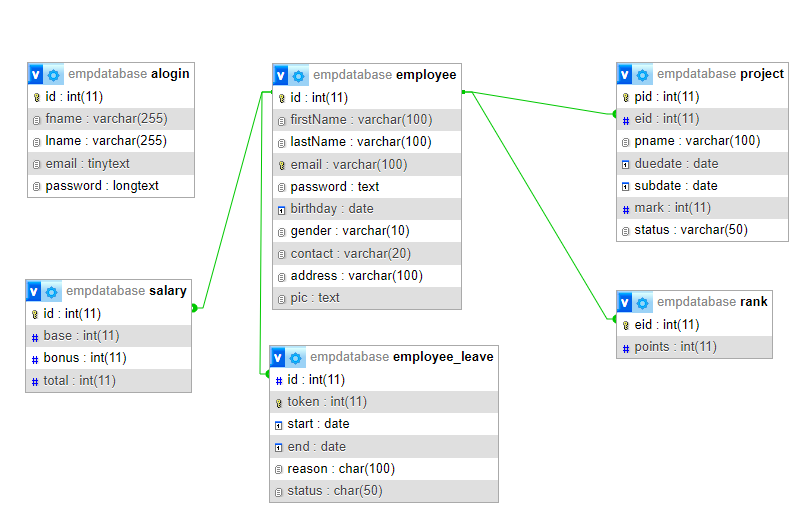 empdatabase alogin
id : int(11)
fname : varchar(255)
lname : varchar(255)
email : tinytext
password : longtext
empdatabase employee
id : int(11)
firstName : varchar(100)
lastName : varchar(100)
email : varchar(100)
password : text
birthday : date
gender : varchar(10)
contact : varchar(20)
address : varchar(100)
pic : text
empdatabase project
pid : int(11)
eid : int(11)
pname : varchar(100)
duedate : date
subdate : date
mark : int(11)
status : varchar(50)
empdatabase salary
id : int(11)
base : int(11)
bonus : int(11)
total : int(11)
empdatabase employee_leave
id : int(11)
token : int(11)
start : date
end : date
reason : char(100)
status : char(50)
empdatabase rank
eid : int(11)
points : int(11)